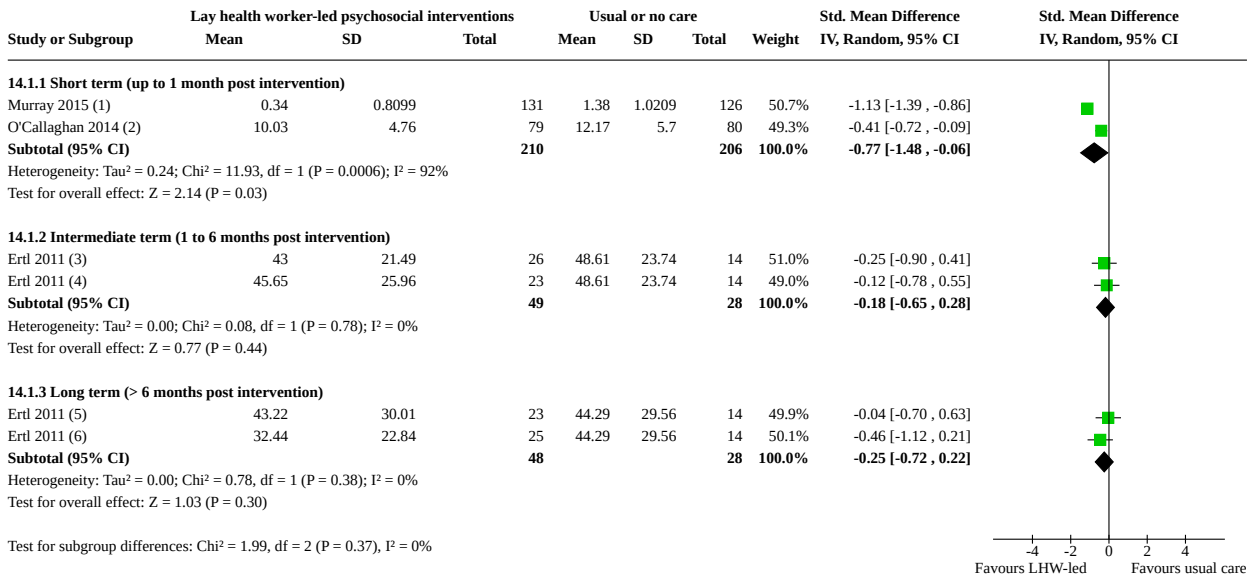 Lay health worker-led psychosocial interventions Usual or no care Std. Mean Difference Std. Mean Difference
Study or Subgroup Mean SD Total Mean SD Total Weight IV, Random, 95% CI IV, Random, 95% CI
14.1.1 Short term (up to 1 month post intervention)
Murray 2015 (1) 0.34 0.8099 131 1.38 1.0209 126 50.7% -1.13 [-1.39 , -0.86]
O'Callaghan 2014 (2) 10.03 4.76 79 12.17 5.7 80 49.3% -0.41 [-0.72 , -0.09]
Subtotal (95% CI) 210 206 100.0% -0.77 [-1.48 , -0.06]
Heterogeneity: Tau² = 0.24; Chi² = 11.93, df = 1 (P = 0.0006); I² = 92%
Test for overall effect: Z = 2.14 (P = 0.03)
14.1.2 Intermediate term (1 to 6 months post intervention)
Ertl 2011 (3) 43 21.49 26 48.61 23.74 14 51.0% -0.25 [-0.90 , 0.41]
Ertl 2011 (4) 45.65 25.96 23 48.61 23.74 14 49.0% -0.12 [-0.78 , 0.55]
Subtotal (95% CI) 49 28 100.0% -0.18 [-0.65 , 0.28]
Heterogeneity: Tau² = 0.00; Chi² = 0.08, df = 1 (P = 0.78); I² = 0%
Test for overall effect: Z = 0.77 (P = 0.44)
14.1.3 Long term (> 6 months post intervention)
Ertl 2011 (5) 43.22 30.01 23 44.29 29.56 14 49.9% -0.04 [-0.70 , 0.63]
Ertl 2011 (6) 32.44 22.84 25 44.29 29.56 14 50.1% -0.46 [-1.12 , 0.21]
Subtotal (95% CI) 48 28 100.0% -0.25 [-0.72 , 0.22]
Heterogeneity: Tau² = 0.00; Chi² = 0.78, df = 1 (P = 0.38); I² = 0%
Test for overall effect: Z = 1.03 (P = 0.30)
Test for subgroup differences: Chi² = 1.99, df = 2 (P = 0.37), I² = 0%
-4 -2 0 2 4
Favours LHW-led Favours usual care